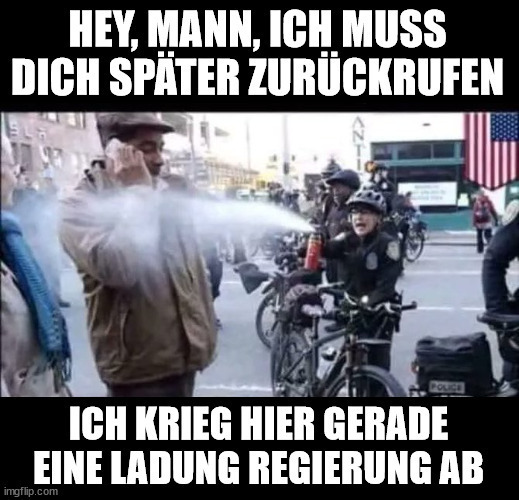 HEY, MANN, ICH MUSS
DICH SPÄTER ZURÜCKRUFEN
ANTI
POLICE
ICH KRIEG HIER GERADE
EINE LADUNG REGIERUNG AB
imgflip.com